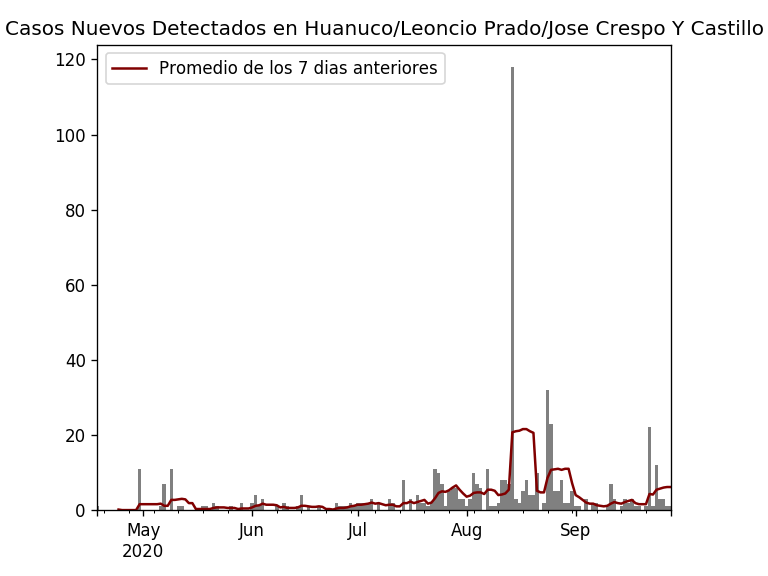 Casos Nuevos Detectados en Huanuco/Leoncio Prado/Jose Crespo Y Castillo
Promedio de los 7 dias anteriores
120
100
80
60
40
20
0
May Jun Jul Aug Sep
2020